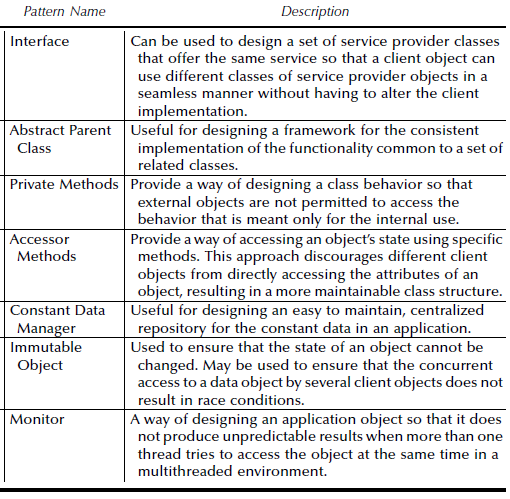 Pattern Name Description
Interface Can be used to design a set of service provider classes
that offer the same service so that a client object can
use different classes of service provider objects in a
seamless manner without having to alter the client
implementation.
Abstract Parent Useful for designing a framework for the consistent
Class implementation of the functionality common to a set of
related classes.
Private Methods Provide a way of designing a class behavior so that
external objects are not permitted to access the
behavior that is meant only for the internal use.
Accessor Provide a way of accessing an object’s state using specific
Methods methods. This approach discourages different client
objects from directly accessing the attributes of an
object, resulting in a more maintainable class structure.
Constant Data Useful for designing an easy to maintain, centralized
Manager repository for the constant data in an application.
Immutable Used to ensure that the state of an object cannot be
Object changed. May be used to ensure that the concurrent
access to a data object by several client objects does not
result in race conditions.
Monitor A way of designing an application object so that it does
not produce unpredictable results when more than one
thread tries to access the object at the same time in a
multithreaded environment.